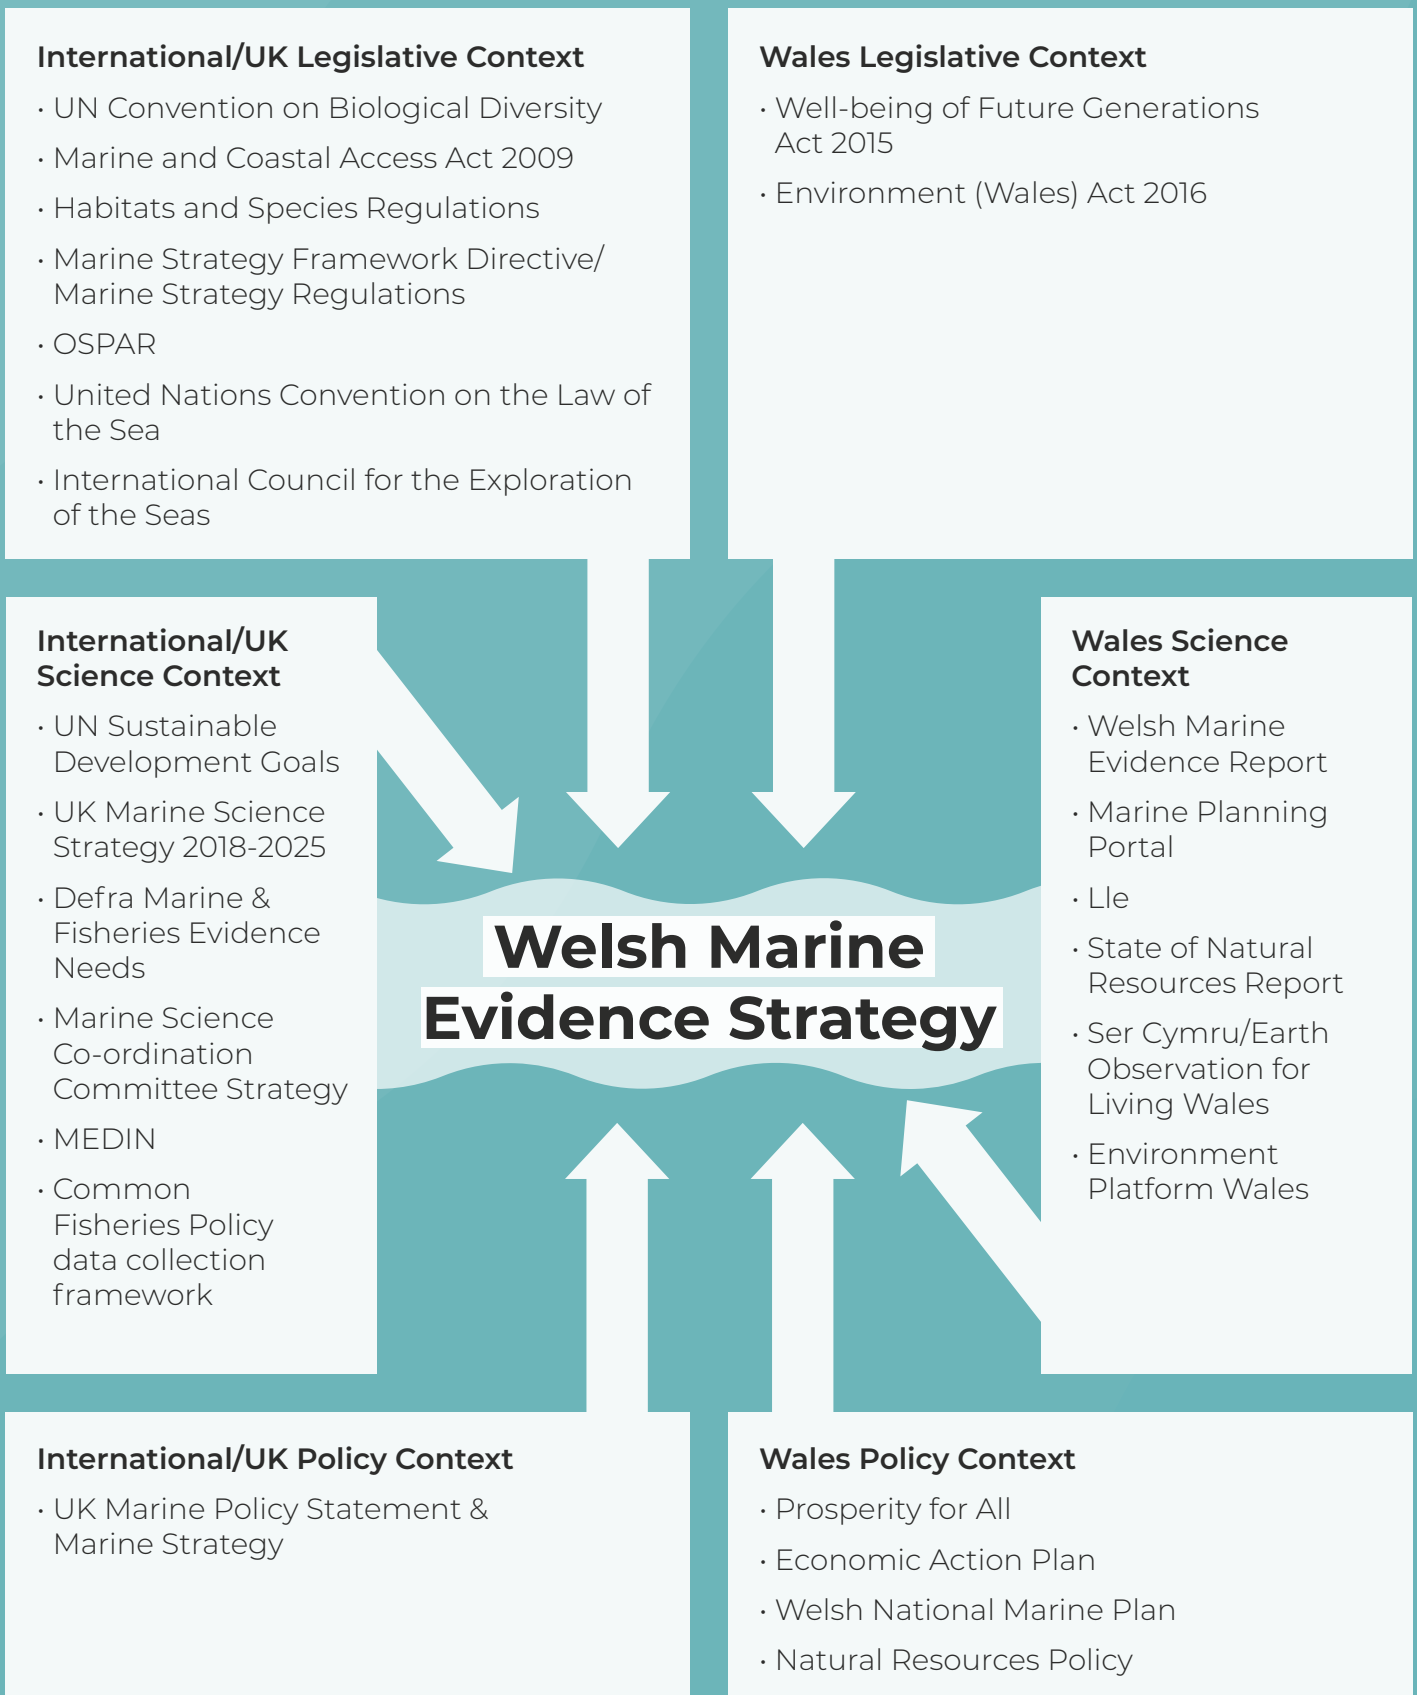 International/UK Legislative Context
· UN Convention on Biological Diversity
· Marine and Coastal Access Act 2009
· Habitats and Species Regulations
· Marine Strategy Framework Directive/
Marine Strategy Regulations
· OSPAR
· United Nations Convention on the Law of
the Sea
· International Council for the Exploration
of the Seas
Wales Legislative Context
· Well-being of Future Generations
Act 2015
· Environment (Wales) Act 2016
International/UK
Science Context
· UN Sustainable
Development Goals
· UK Marine Science
Strategy 2018-2025
· Defra Marine &
Fisheries Evidence
Needs
· Marine Science
Co-ordination
Committee Strategy
· MEDIN
· Common
Fisheries Policy
data collection
framework
Welsh Marine
Evidence Strategy
Wales Science
Context
· Welsh Marine
Evidence Report
· Marine Planning
Portal
· Lle
· State of Natural
Resources Report
· Ser Cymru/Earth
Observation for
Living Wales
· Environment
Platform Wales
International/UK Policy Context
· UK Marine Policy Statement &
Marine Strategy
Wales Policy Context
· Prosperity for All
· Economic Action Plan
· Welsh National Marine Plan
· Natural Resources Policy